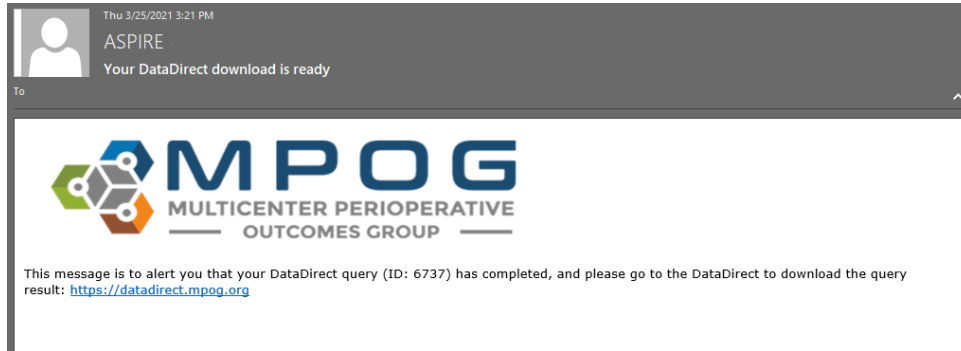 Thu 3/25/2021 3:21 PM
ASPIRE
Your DataDirect download is ready
To
MPOG
MULTICENTER PERIOPERATIVE
OUTCOMES GROUP
This message is to alert you that your DataDirect query (ID: 6737) has completed, and please go to the DataDirect to download the query
result: https://datadirect.mpog.org